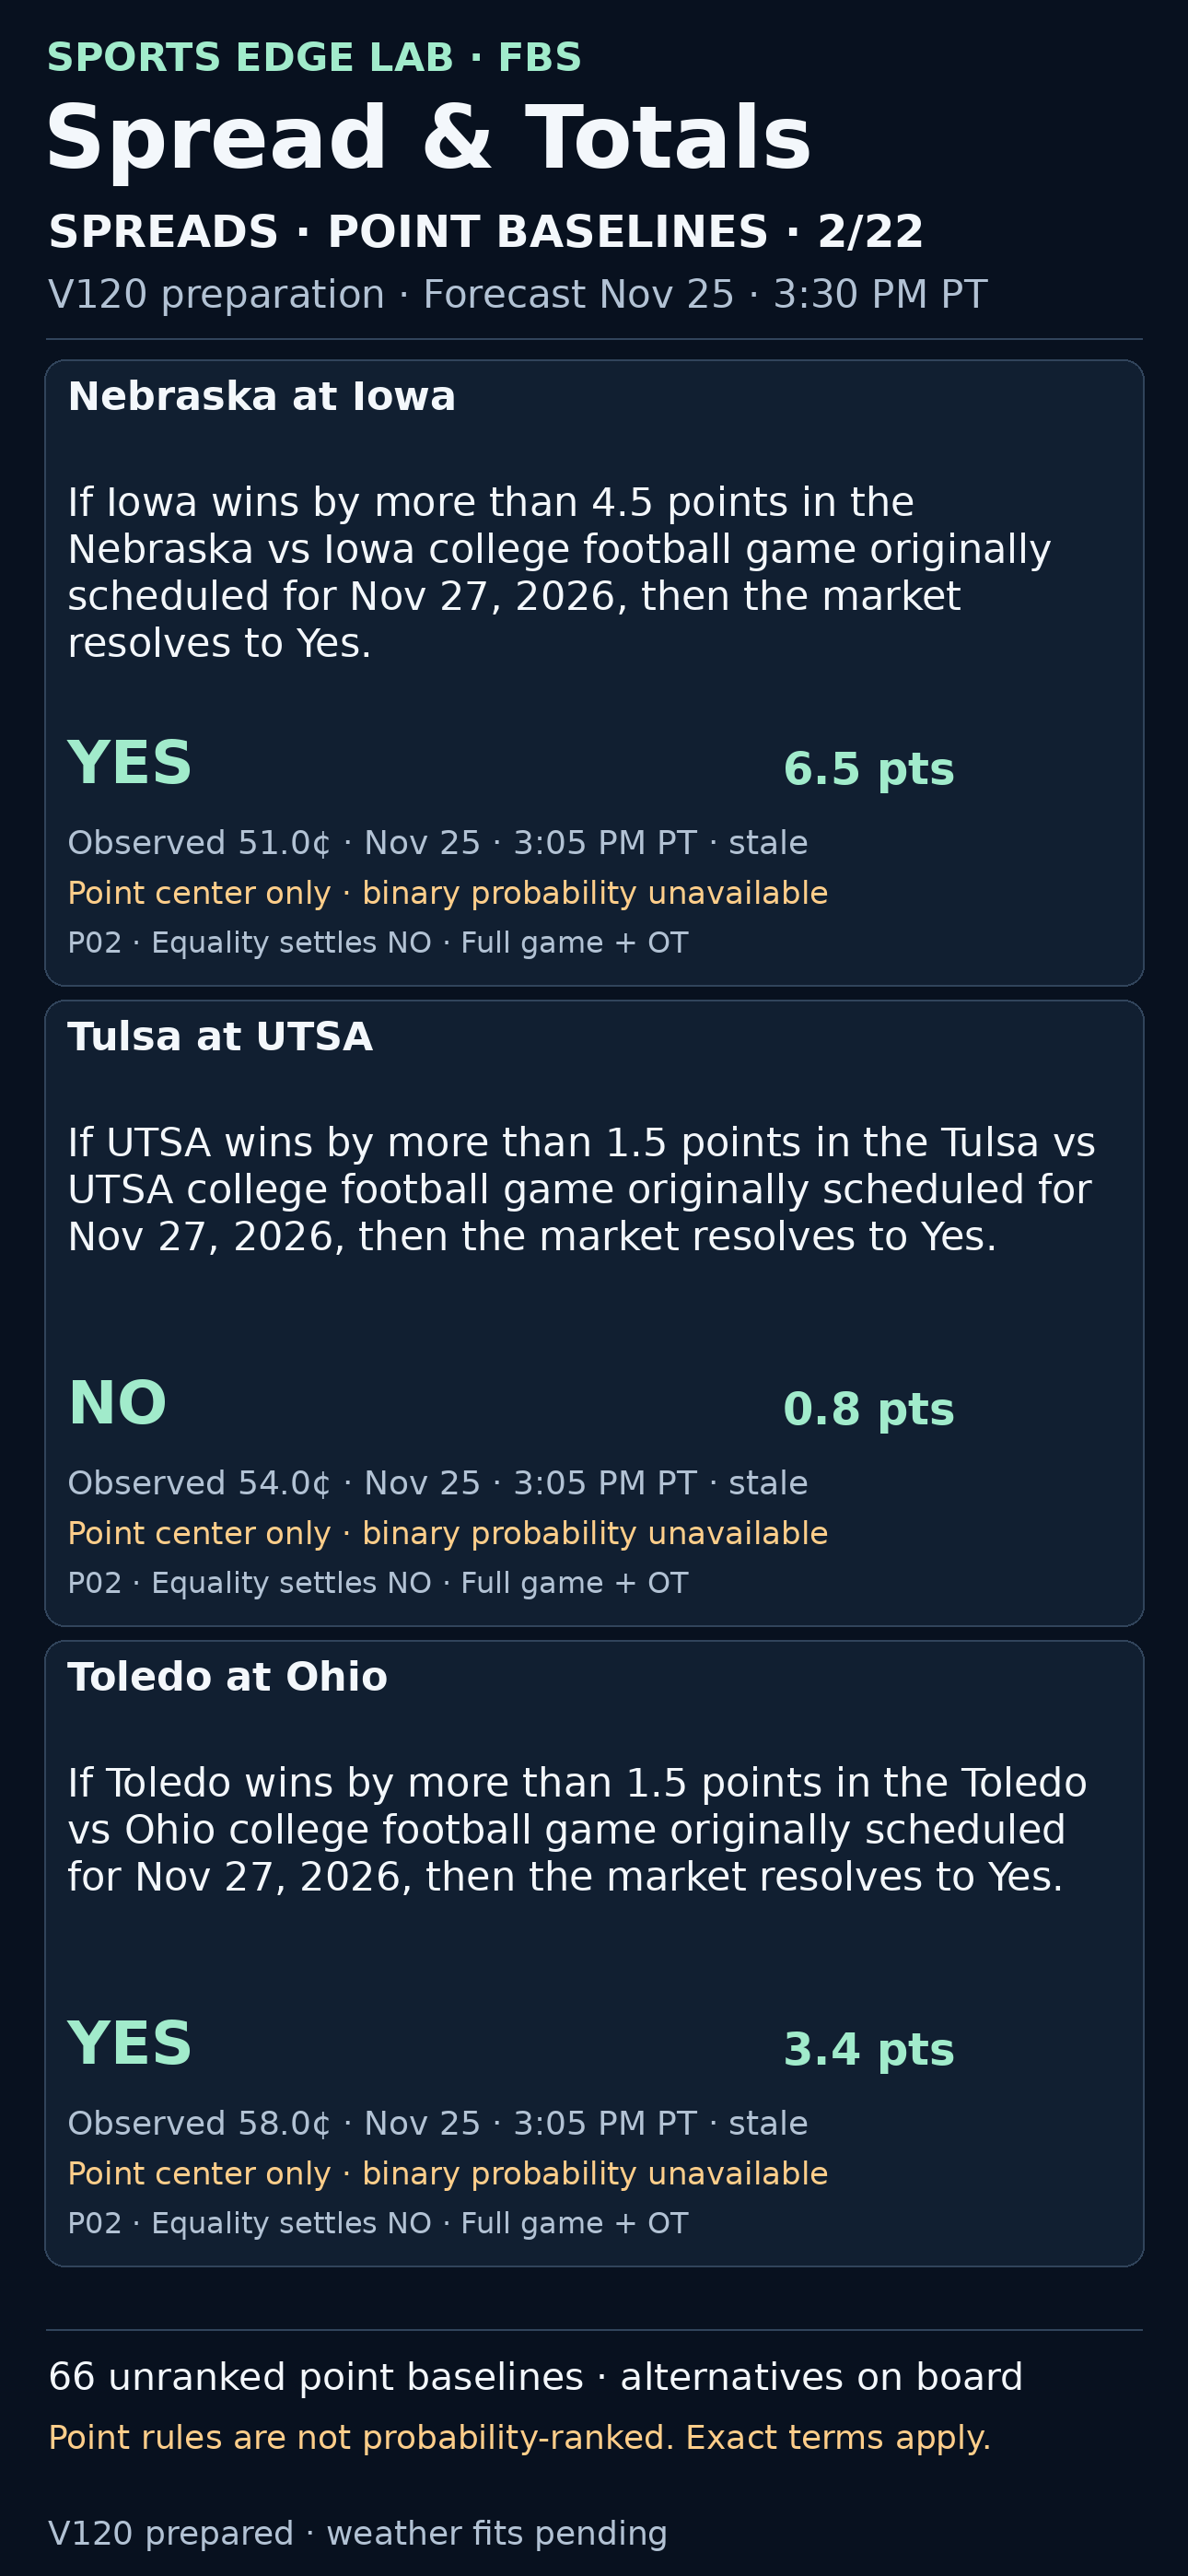 SPORTS EDGE LAB · FBS
Spread & Totals
SPREADS · POINT BASELINES · 2/22
V120 preparation · Forecast Nov 25 · 3:30 PM PT
Nebraska at Iowa
If Iowa wins by more than 4.5 points in the
Nebraska vs Iowa college football game originally
scheduled for Nov 27, 2026, then the market
resolves to Yes.
YES 6.5 pts
Observed 51.0¢ · Nov 25 · 3:05 PM PT · stale
Point center only · binary probability unavailable
P02 · Equality settles NO · Full game + OT
Tulsa at UTSA
If UTSA wins by more than 1.5 points in the Tulsa vs
UTSA college football game originally scheduled for
Nov 27, 2026, then the market resolves to Yes.
NO 0.8 pts
Observed 54.0¢ · Nov 25 · 3:05 PM PT · stale
Point center only · binary probability unavailable
P02 · Equality settles NO · Full game + OT
Toledo at Ohio
If Toledo wins by more than 1.5 points in the Toledo
vs Ohio college football game originally scheduled
for Nov 27, 2026, then the market resolves to Yes.
YES 3.4 pts
Observed 58.0¢ · Nov 25 · 3:05 PM PT · stale
Point center only · binary probability unavailable
P02 · Equality settles NO · Full game + OT
66 unranked point baselines · alternatives on board
Point rules are not probability-ranked. Exact terms apply.
V120 prepared · weather fits pending